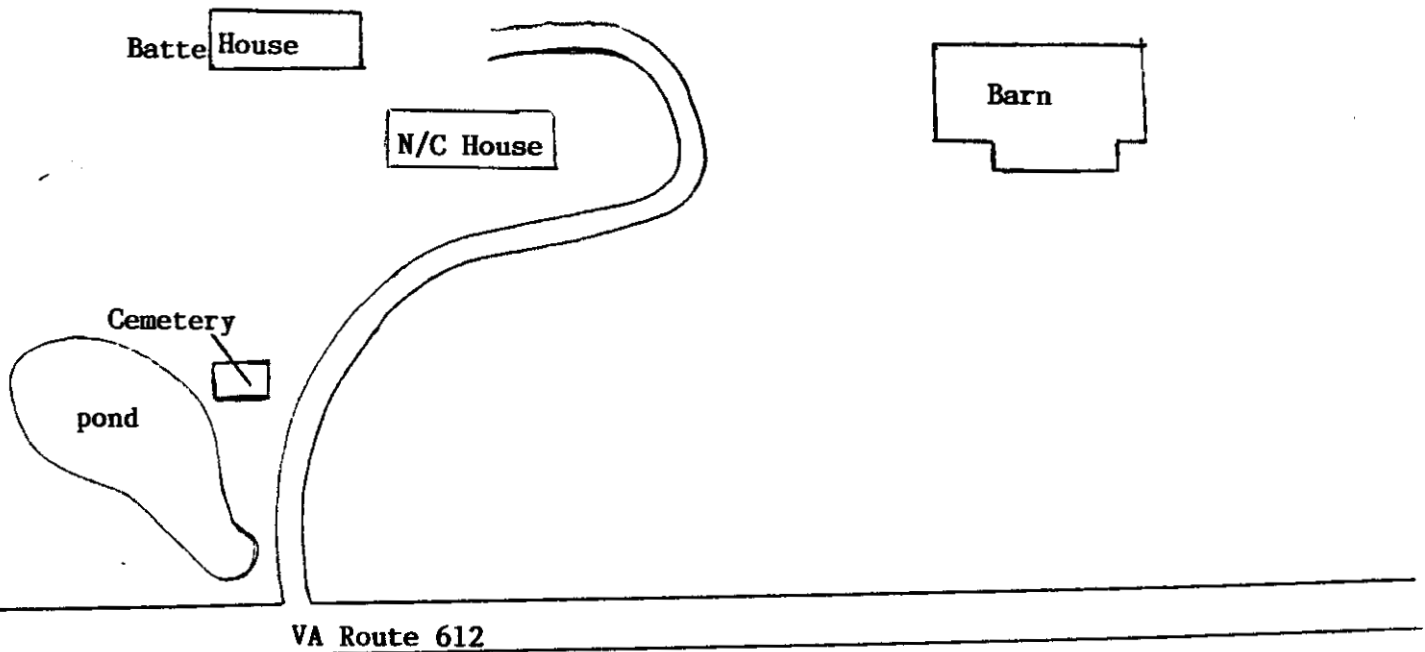 Batte House
Barn
N/C House
Cemetery
pond
VA Route 612